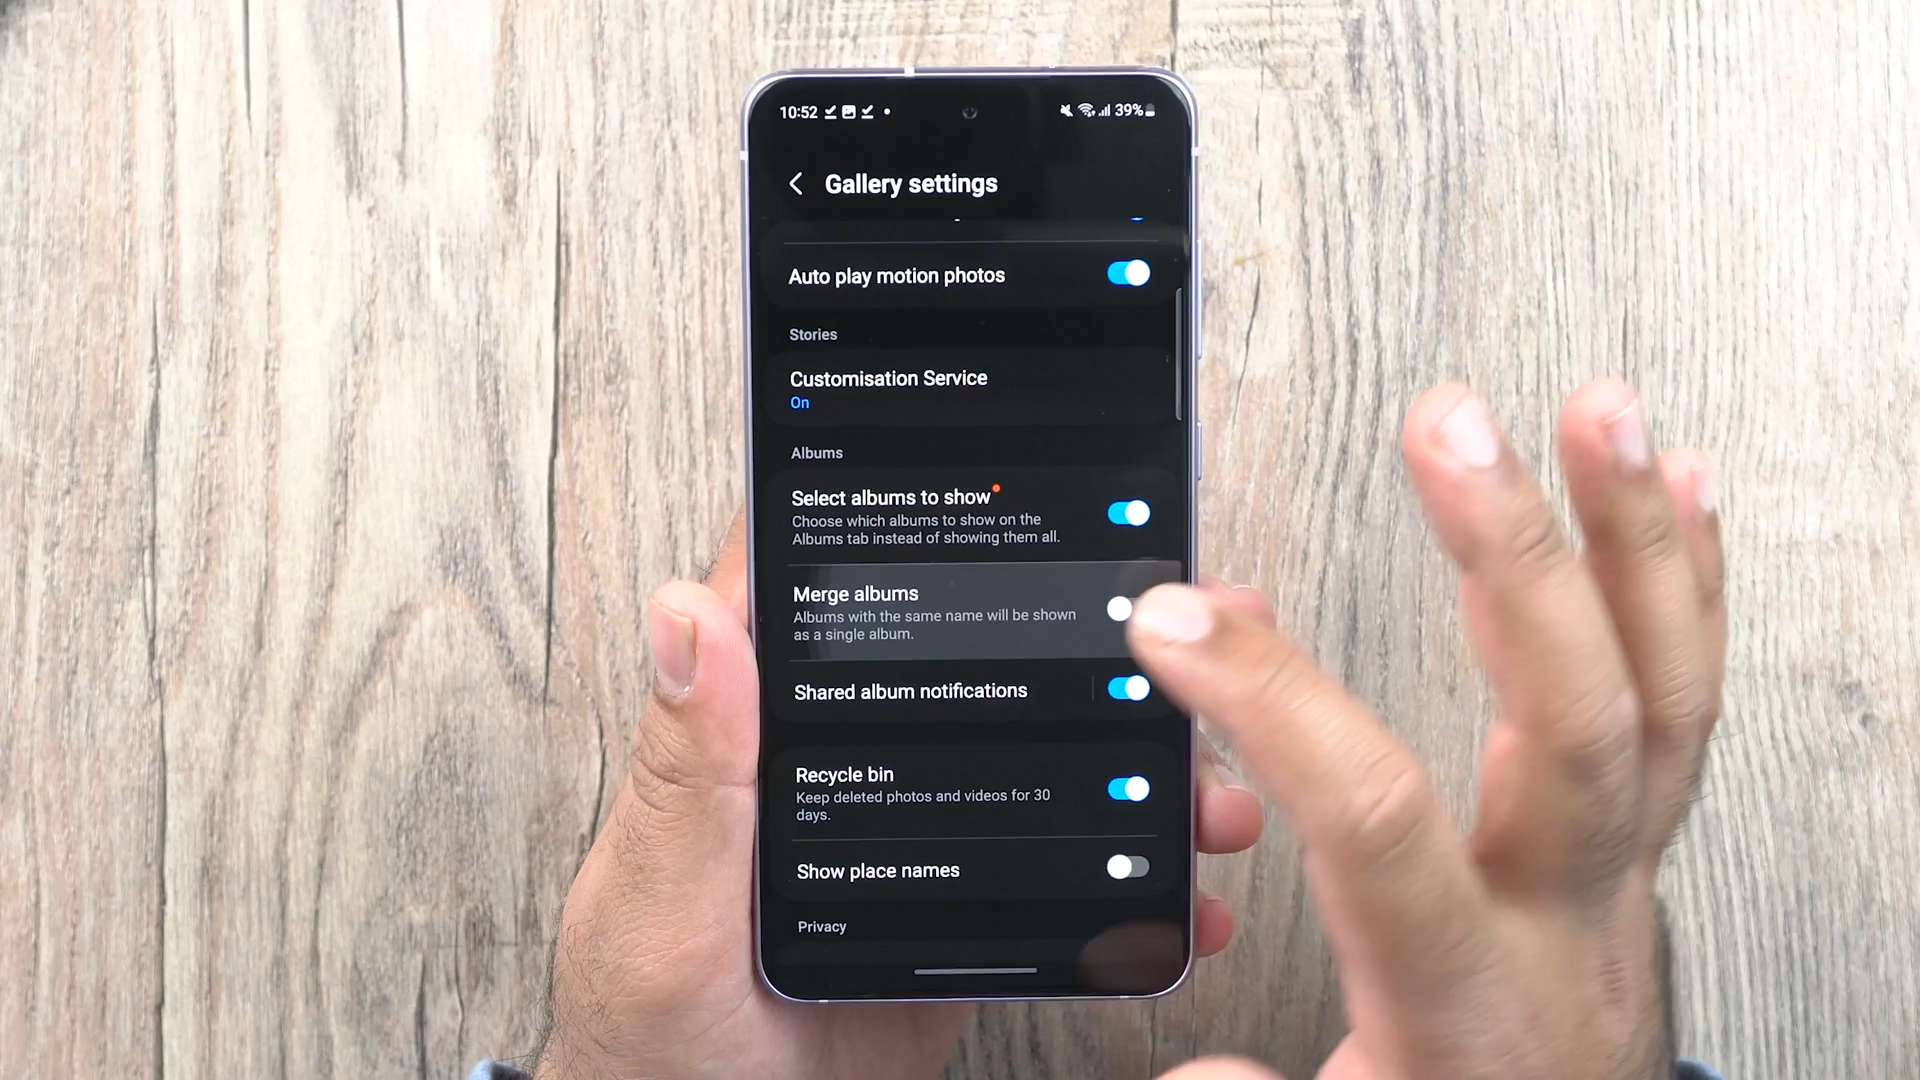 10:52
39%
Gallery settings
Auto play motion photos
Stories
Customisation Service
On
Albums
Select albums to show
Choose which albums to show on the
Albums tab instead of showing them all.
Merge albums
Albums with the same name will be shown
as a single album.
Shared album notifications
Recycle bin
Keep deleted photos and videos for 30
days.
Show place names
Privacy